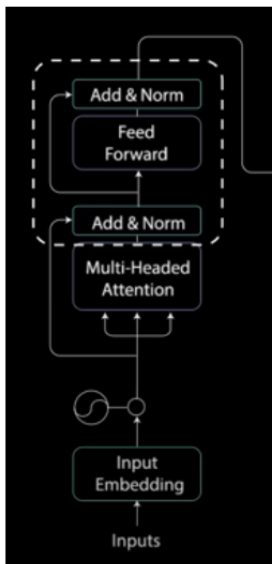 Add & Norm
Feed
Forward
Add & Norm
Multi-Headed
Attention
Input
Embedding
Inputs